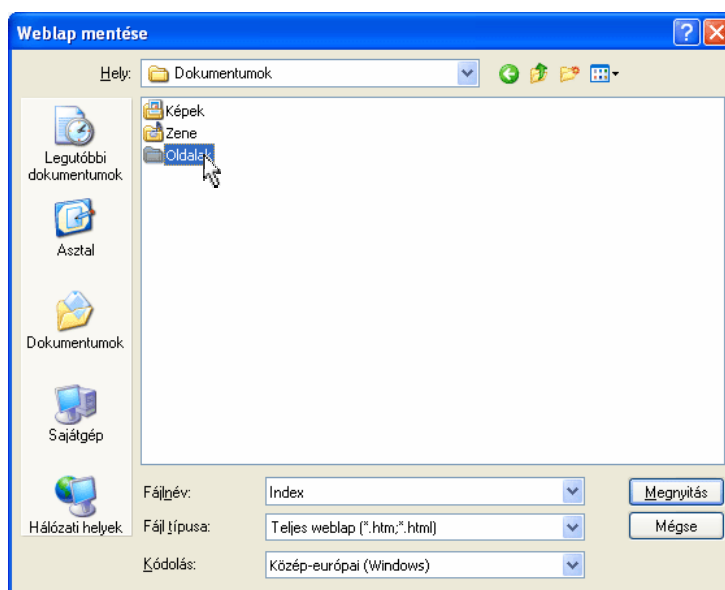 Weblap mentése
Hely:
Dokumentumok
Képek
Zene
Oldalak
Legutóbbi
dokumentumok
Asztal
Dokumentumok
Sajátgép
Hálózati helyek
Fájlnév:
Index
Megnyitás
Fájl típusa:
Teljes weblap (*.htm;*.html)
Mégse
Kódolás:
Közép-európai (Windows)